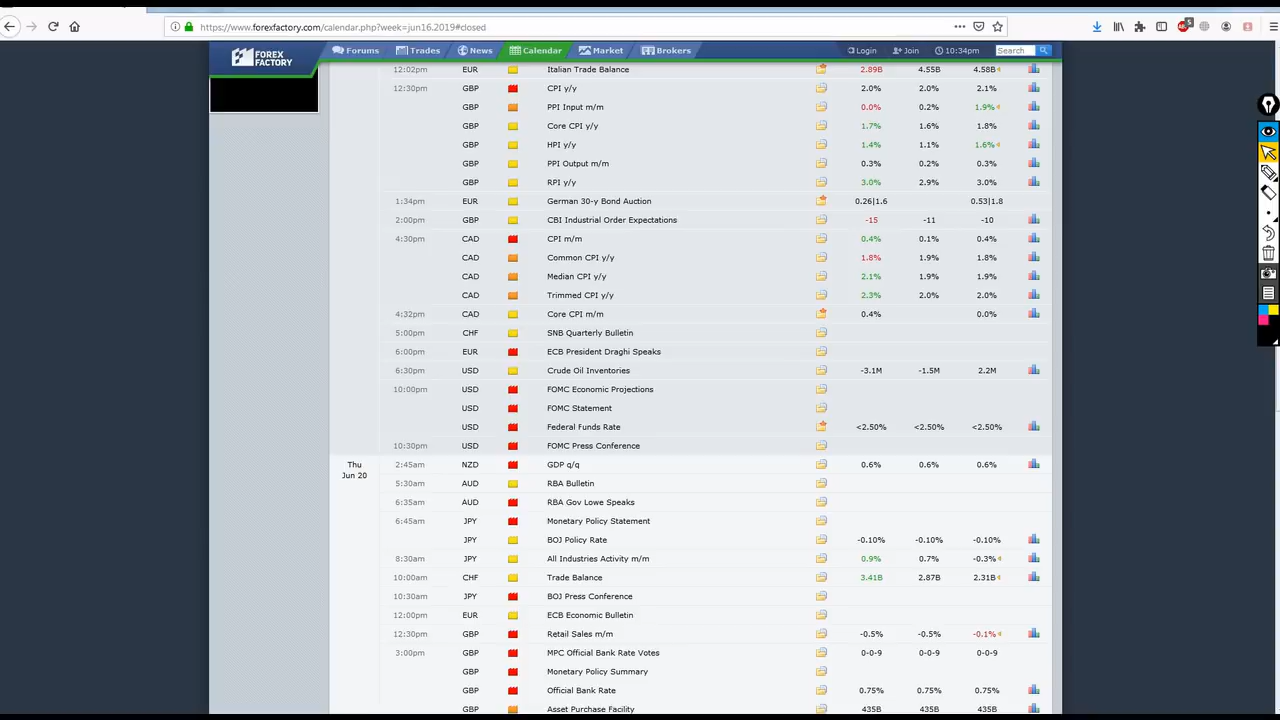 https://www.forexfactory.com/calendar.php?week=jun16.2019#closed
5
FOREX FACTORY Forums Trades News Calendar Market Brokers Login Join 10:34pm Search
12:02pm EUR Italian Trade Balance 2.89B 4.55B 4.58B
12:30pm GBP CPI y/y 2.0% 2.0% 2.1%
GBP PPI Input m/m 0.0% 0.2% 1.9%
GBP Core CPI y/y 1.7% 1.6% 1.8%
GBP HPI y/y 1.4% 1.1% 1.6%
GBP PPI Output m/m 0.3% 0.2% 0.3%
GBP RPI y/y 3.0% 2.9% 3.0%
1:34pm EUR German 30-y Bond Auction 0.26|1.6 0.53|1.8
2:00pm GBP CBI Industrial Order Expectations -15 -11 -10
4:30pm CAD CPI m/m 0.4% 0.1% 0.4%
CAD Common CPI y/y 1.8% 1.9% 1.8%
CAD Median CPI y/y 2.1% 1.9% 1.9%
CAD Trimmed CPI y/y 2.3% 2.0% 2.0%
4:32pm CAD Core CPI m/m 0.4% 0.0%
5:00pm CHF SNB Quarterly Bulletin
6:00pm EUR ECB President Draghi Speaks
6:30pm USD Crude Oil Inventories -3.1M -1.5M 2.2M
10:00pm USD FOMC Economic Projections
USD FOMC Statement
USD Federal Funds Rate <2.50% <2.50% <2.50%
10:30pm USD FOMC Press Conference
Thu Jun 20 2:45am NZD GDP q/q 0.6% 0.6% 0.6%
5:30am AUD RBA Bulletin
6:35am AUD RBA Gov Lowe Speaks
6:45am JPY Monetary Policy Statement
JPY BOJ Policy Rate -0.10% -0.10% -0.10%
8:30am JPY All Industries Activity m/m 0.9% 0.7% -0.3%
10:00am CHF Trade Balance 3.41B 2.87B 2.31B
10:30am JPY BOJ Press Conference
12:00pm EUR ECB Economic Bulletin
12:30pm GBP Retail Sales m/m -0.5% -0.5% -0.1%
3:00pm GBP MPC Official Bank Rate Votes 0-0-9 0-0-9 0-0-9
GBP Monetary Policy Summary
GBP Official Bank Rate 0.75% 0.75% 0.75%
GBP Asset Purchase Facility 435B 435B 435B